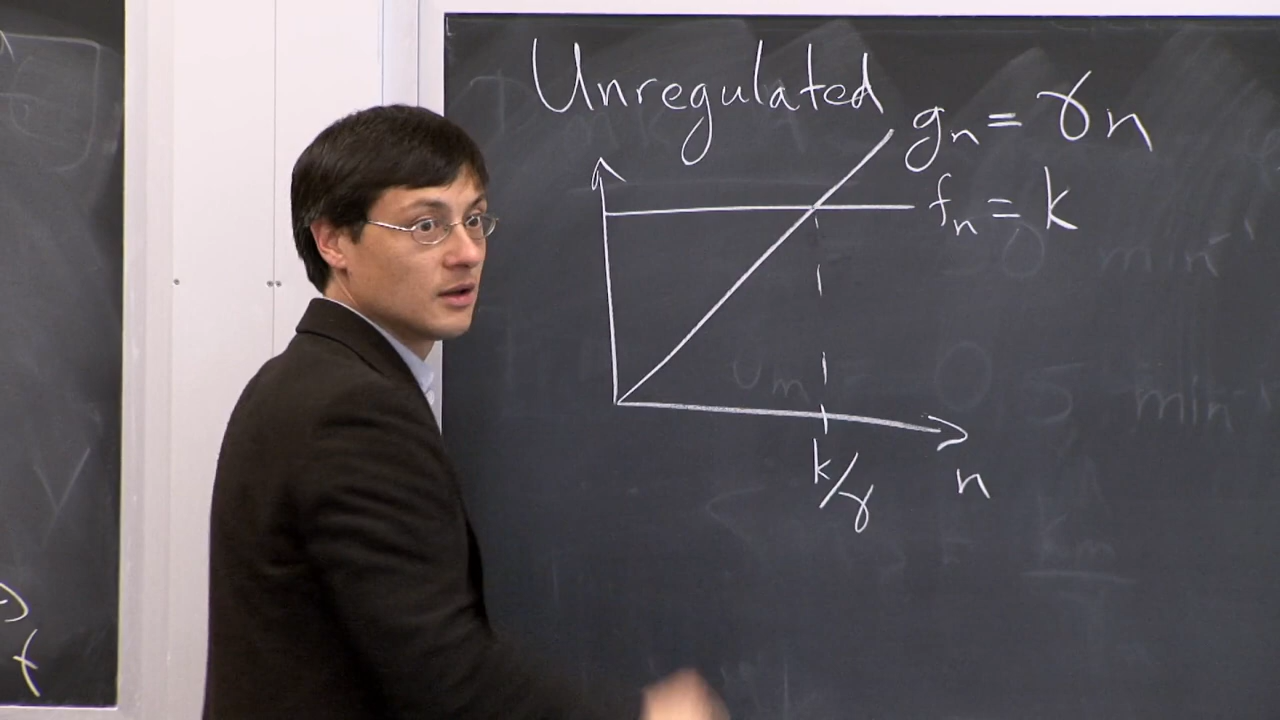 Unregulated
gn = γn
fn = k
k/γ
n